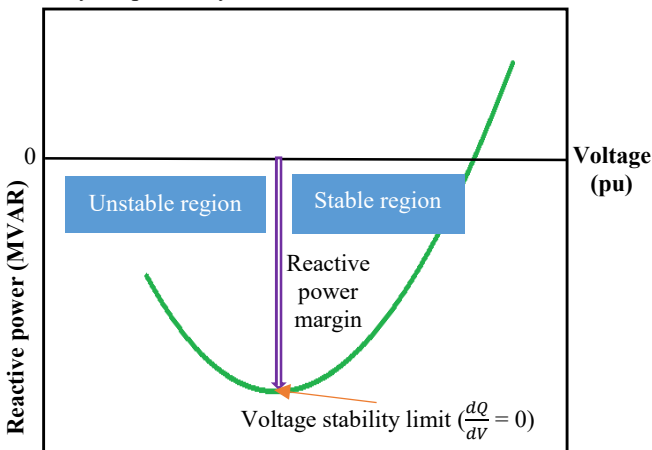 0
Voltage
(pu)
Unstable region
Stable region
Reactive
power
margin
Reactive power (MVAR)
Voltage stability limit (dQ/dV = 0)